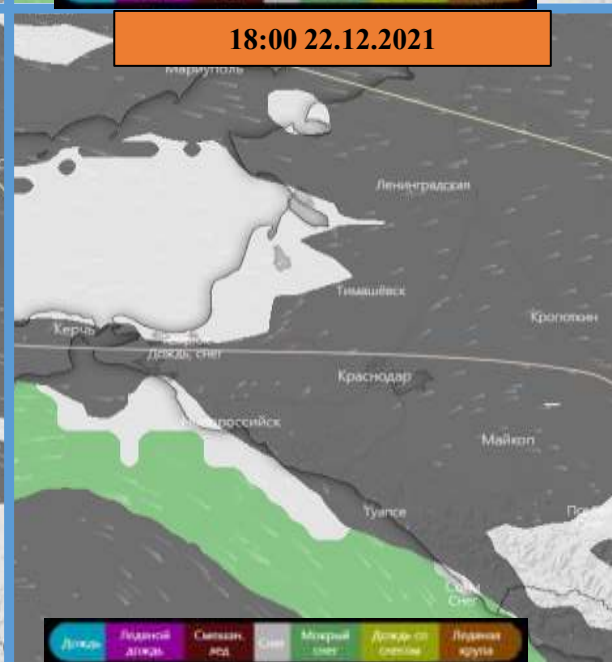 18:00 22.12.2021
Мариуполь
Ленинградская
Тимашёвск
Кропоткин
Керчь
Дождь, снег
Краснодар
Майкоп
Туапсе
Сочи
Снег
Дождь
Ледяной дождь
Смешан. лед
Снег
Мокрый снег
Дождь со снегом
Ледяная крупа